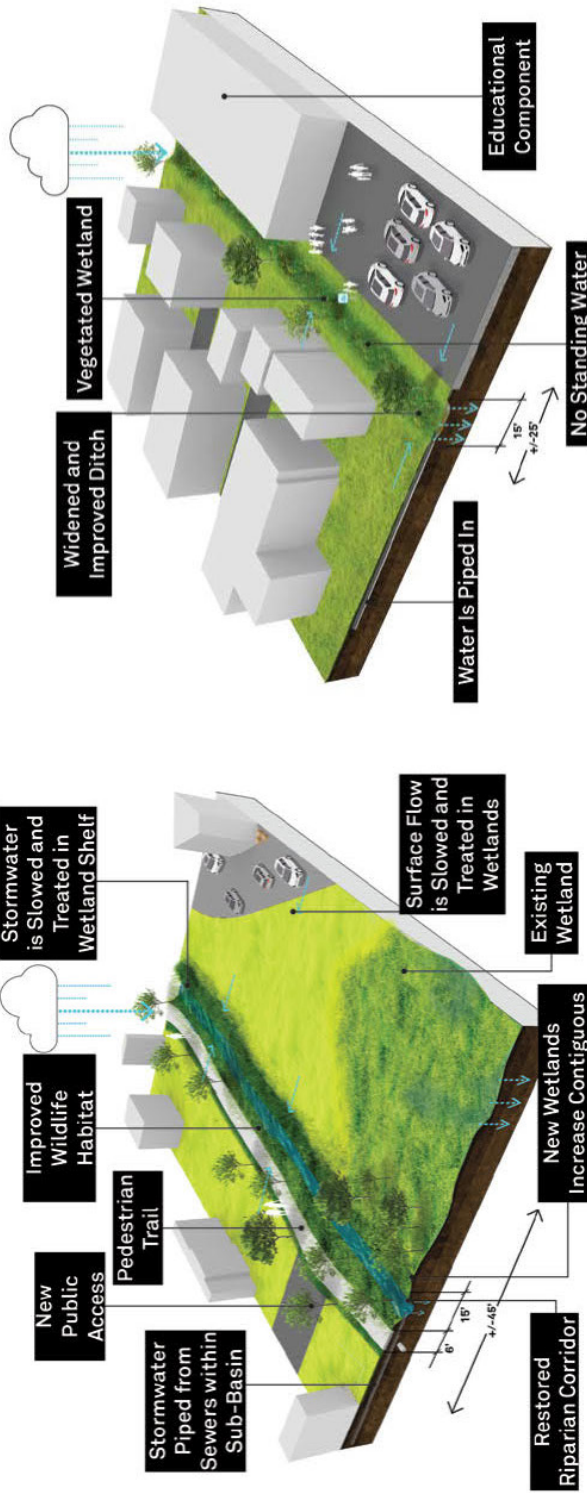 Stormwater
Piped from
Sewers within
Sub-Basin
New
Public
Access
Pedestrian
Trail
Improved
Wildlife
Habitat
Stormwater
is Slowed and
Treated in
Wetland Shelf
Restored
Riparian Corridor
New Wetlands
Increase Contiguous
Existing
Wetland
Surface Flow
is Slowed and
Treated in
Wetlands
6'
15'
+/-45'
Widened and
Improved Ditch
Vegetated Wetland
Water Is Piped In
No Standing Water
Educational
Component
15'
+/-25'